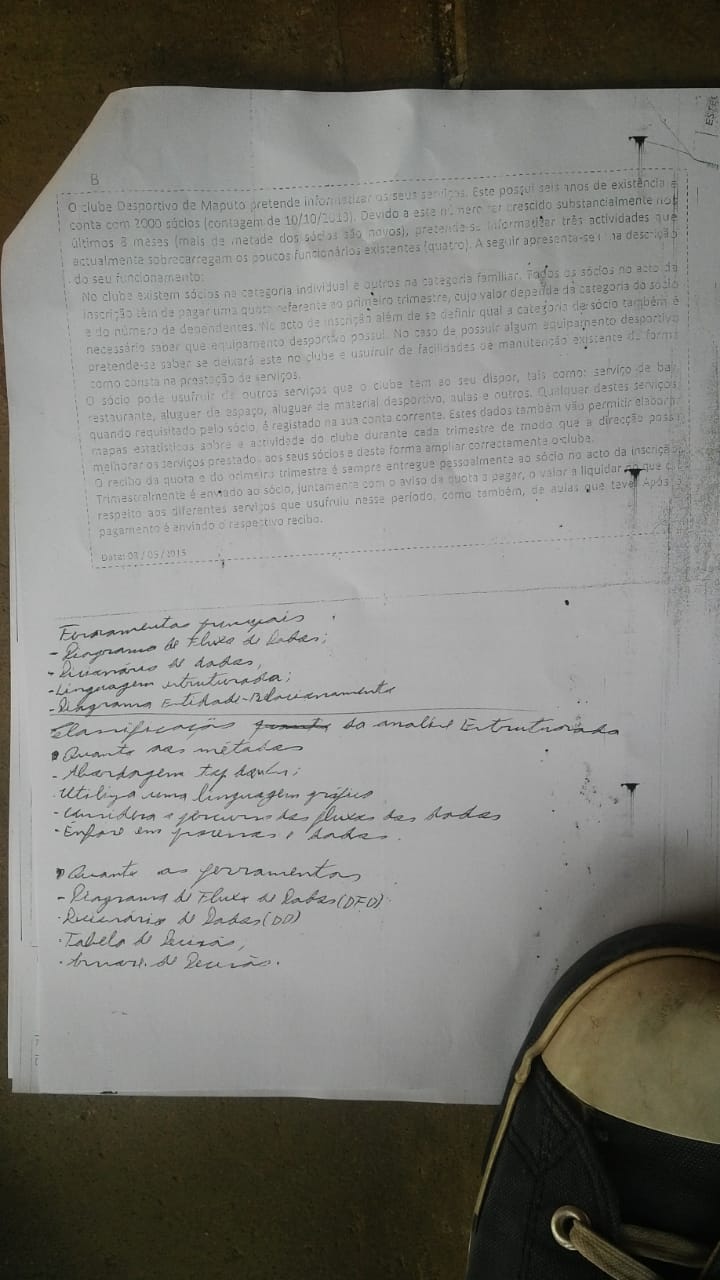 B
O clube Desportivo de Maputo pretende informatizar os seus serviços. Este possui seis anos de existência e
conta com 2000 sócios (contagem de 10/10/2013). Devido a este número ter crescido substancialmente nos
últimos 8 meses (mais de metade dos sócios são novos), pretende-se informatizar três actividades que
actualmente sobrecarregam os poucos funcionários existentes (quatro). A seguir apresenta-se uma descrição
do seu funcionamento:
No clube existem sócios na categoria individual e outros na categoria familiar. Todos os sócios no acto da
inscrição têm de pagar uma quota referente ao primeiro trimestre, cujo valor depende da categoria do sócio
e do número de dependentes. No acto de inscrição além de se definir qual a categoria de sócio também é
necessário saber que equipamento desportivo possui. No caso de possuir algum equipamento desportivo
pretende-se saber se deixará este no clube e usufruir de facilidades de manutenção existente de forma
como consta na prestação de serviços.
O sócio pode usufruir de outros serviços que o clube tem ao seu dispor, tais como: serviço de bar,
restaurante, aluguer de espaço, aluguer de material desportivo, aulas e outros. Qualquer destes serviços
quando requisitado pelo sócio, é registado na sua conta corrente. Estes dados também vão permitir elaborar
mapas estatísticos sobre a actividade do clube durante cada trimestre de modo que a direcção possa
melhorar os serviços prestado aos seus sócios e deste forma ampliar correctamente o clube.
O recibo da quota e do primeiro trimestre é sempre entregue pessoalmente ao sócio no acto da inscrição.
Trimestralmente é enviado ao sócio, juntamente com o aviso da quota a pagar, o valor a liquidar no que
respeito aos diferentes serviços que usufruiu nesse período, como também, de aulas que teve. Após
pagamento é enviado o respectivo recibo.
Data: 08/05/2015
Ferramentas principais
- Diagrama de Fluxo de Dados;
- Dicionário de dados,
- Linguagem estruturada;
- Diagrama Entidade-Relacionamento
Classificação da análise Estruturada
• Quanto aos métodos
- Abordagem top down;
Utiliza uma linguagem gráfica
- considera o percurso dos fluxos dos dados
- Enfase em processos e dados.
• Quanto as ferramentas
- Diagrama de Fluxo de Dados (DFD)
- Dicionário de Dados (DD)
- Tabela de Decisão,
- Árvore de Decisão.